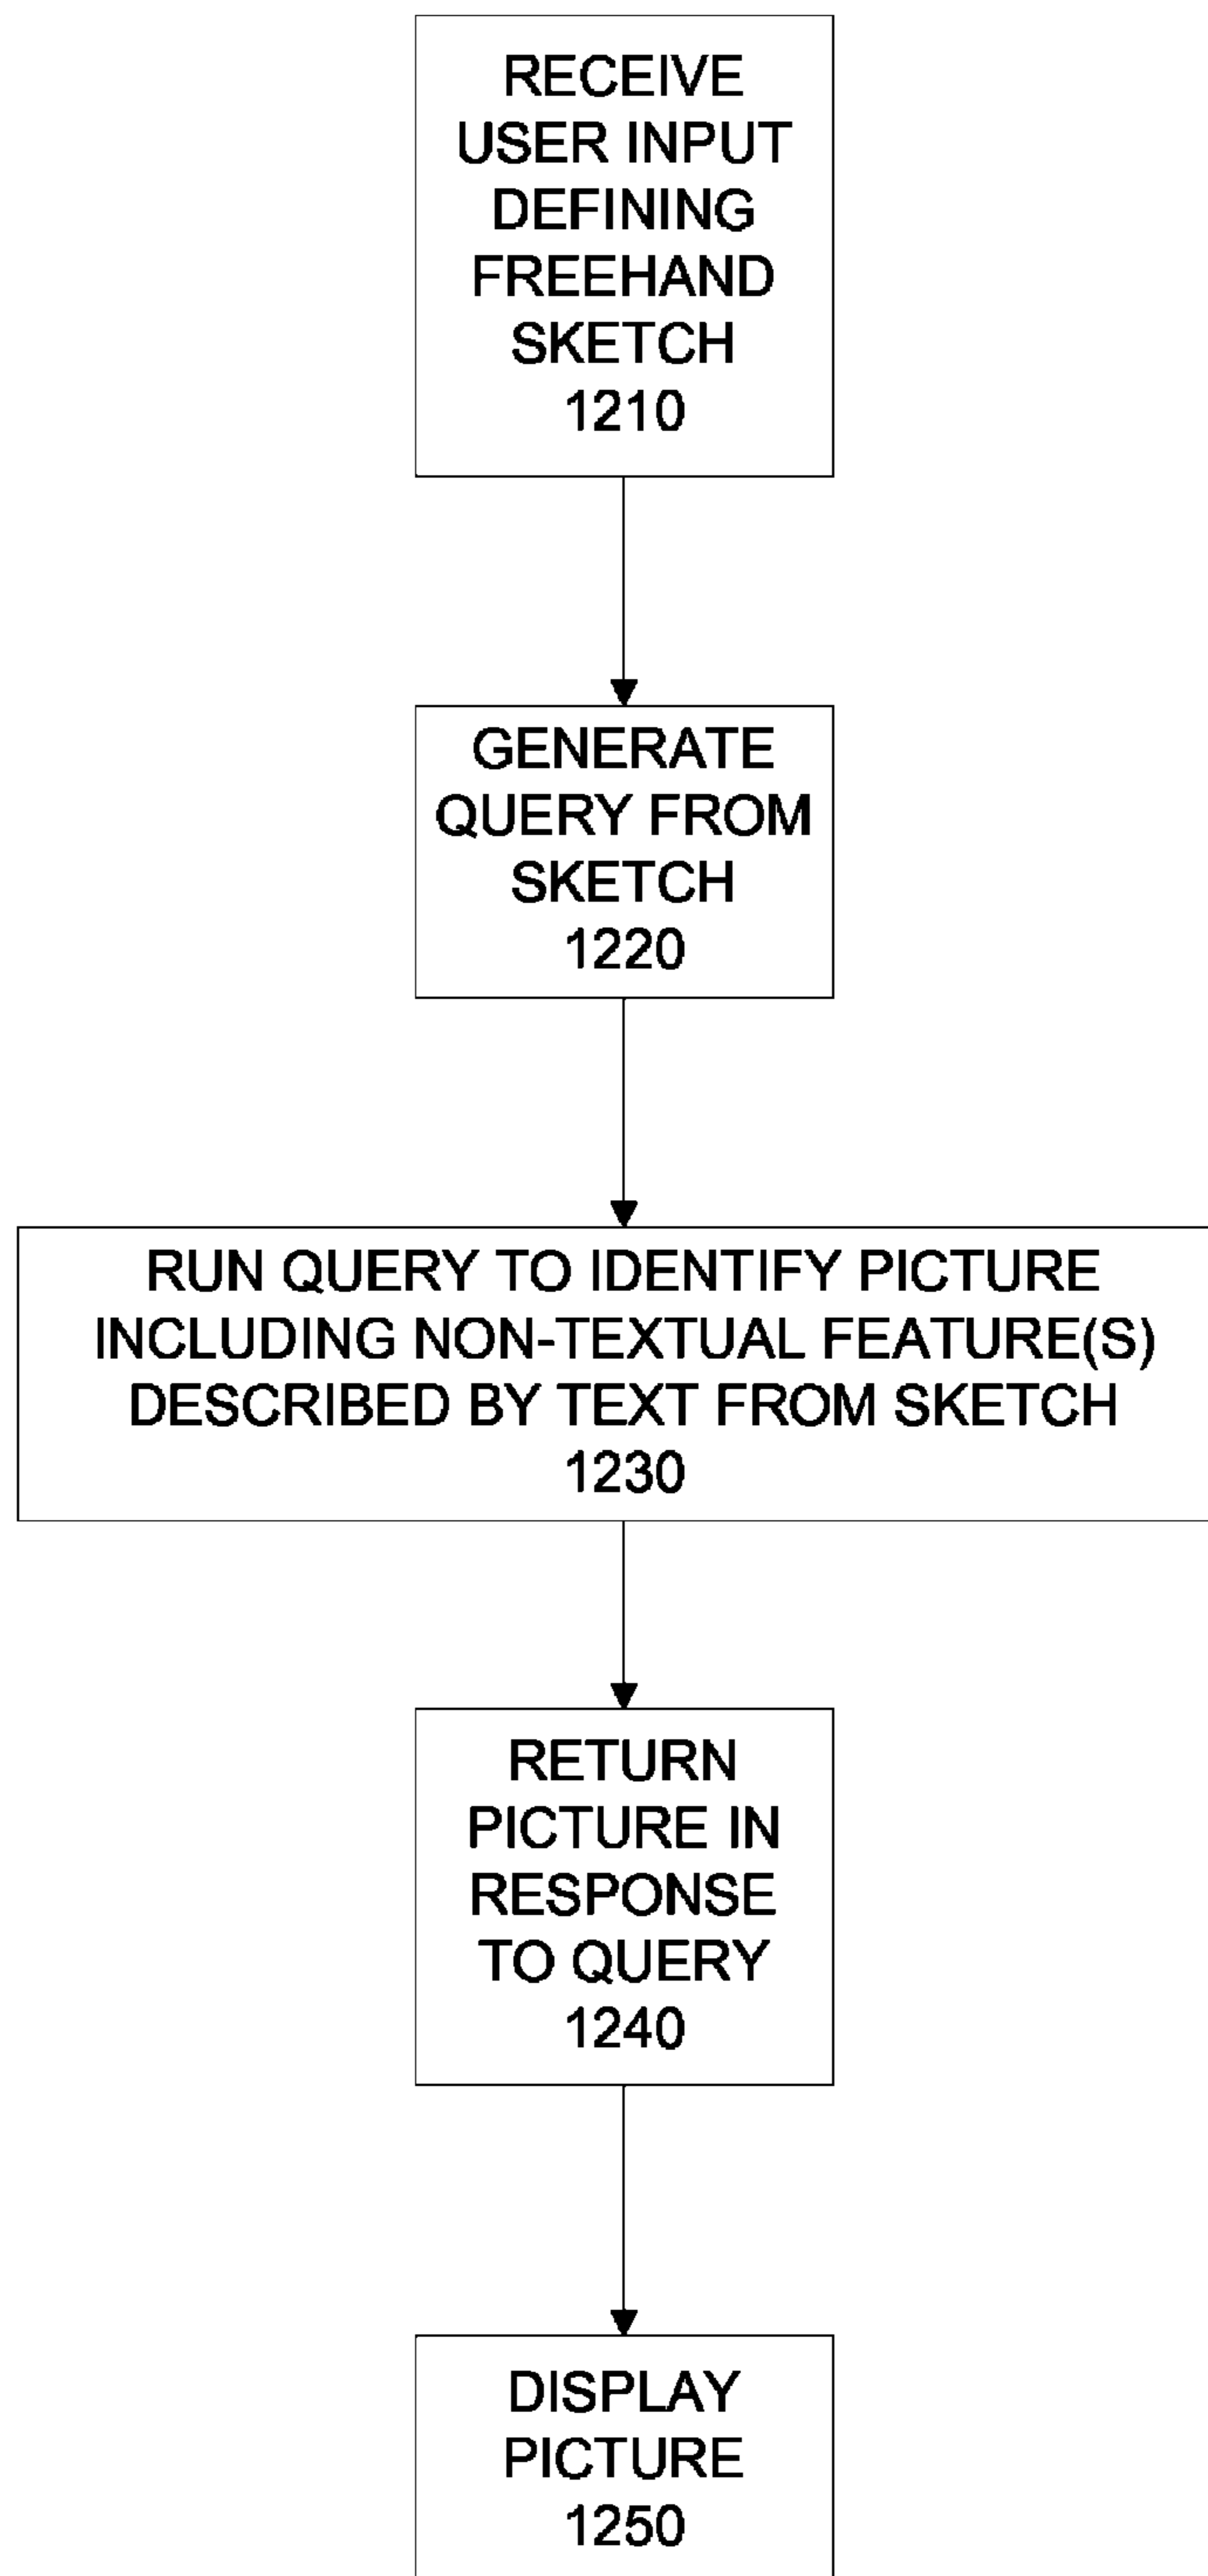 RECEIVE
USER INPUT
DEFINING
FREEHAND
SKETCH
1210
GENERATE
QUERY FROM
SKETCH
1220
RUN QUERY TO IDENTIFY PICTURE
INCLUDING NON-TEXTUAL FEATURE(S)
DESCRIBED BY TEXT FROM SKETCH
1230
RETURN
PICTURE IN
RESPONSE
TO QUERY
1240
DISPLAY
PICTURE
1250